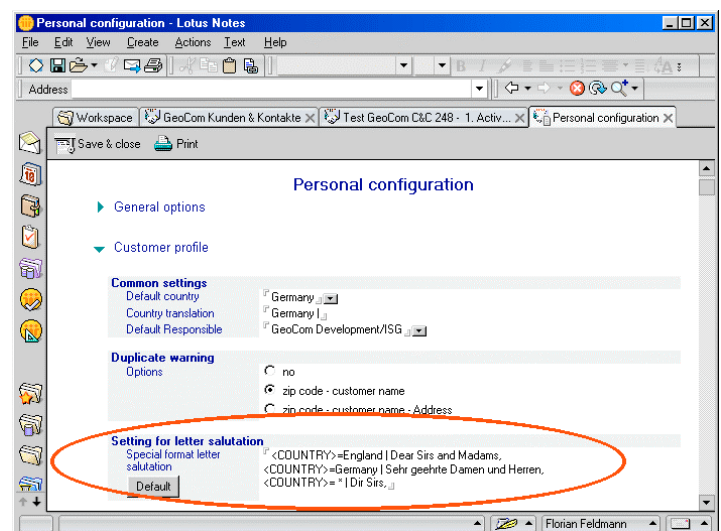 Personal configuration - Lotus Notes
File Edit View Create Actions Text Help
Address
Workspace GeoCom Kunden & Kontakte Test GeoCom C&C 248 - 1. Activ... Personal configuration
Save & close Print
Personal configuration
General options
Customer profile
Common settings
Default country Germany
Country translation Germany |
Default Responsible GeoCom Development/ISG
Duplicate warning
Options no
zip code - customer name
zip code - customer name - Address
Setting for letter salutation
Special format letter <COUNTRY>=England | Dear Sirs and Madams,
salutation <COUNTRY>=Germany | Sehr geehrte Damen und Herren,
Default <COUNTRY>= * | Dir Sirs,
Florian Feldmann